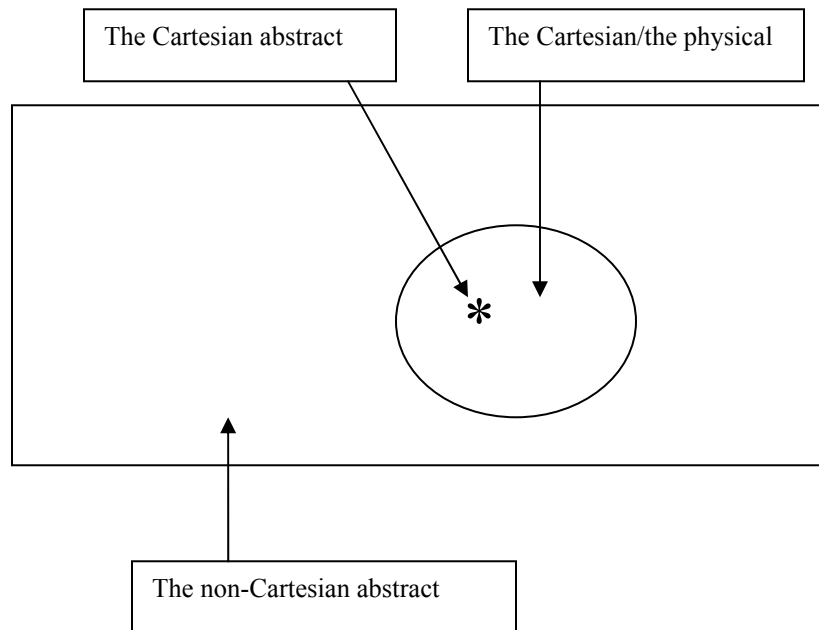 The Cartesian abstract
The Cartesian/the physical
*
The non-Cartesian abstract